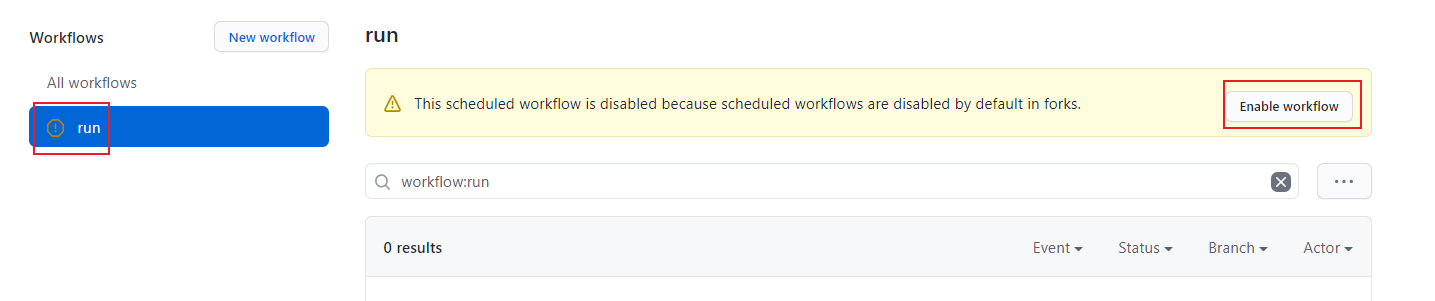 Workflows
New workflow
All workflows
run
run
This scheduled workflow is disabled because scheduled workflows are disabled by default in forks.
Enable workflow
workflow:run
0 results
Event
Status
Branch
Actor